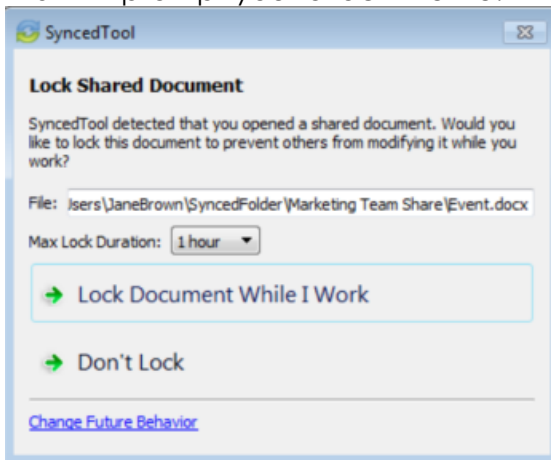 SyncedTool
Lock Shared Document
SyncedTool detected that you opened a shared document. Would you
like to lock this document to prevent others from modifying it while you
work?
File: Jsers\JaneBrown\SyncedFolder\Marketing Team Share\Event.docx
Max Lock Duration: 1 hour
Lock Document While I Work
Don't Lock
Change Future Behavior